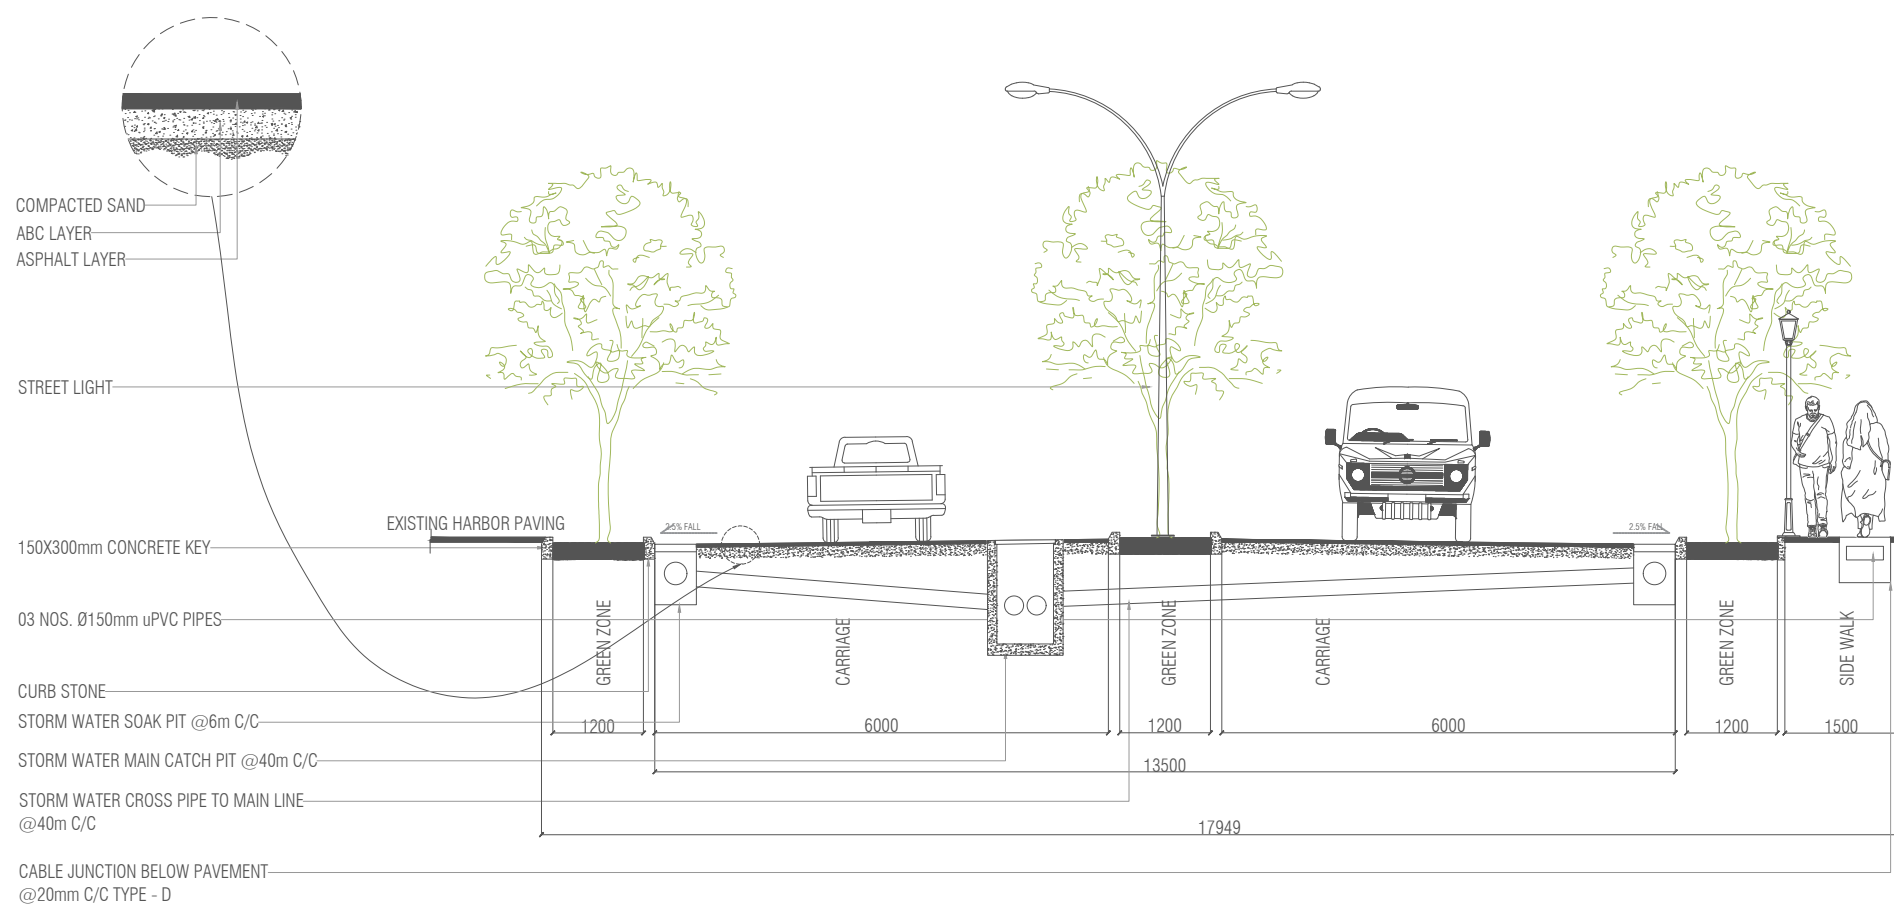 COMPACTED SAND
ABC LAYER
ASPHALT LAYER
STREET LIGHT
EXISTING HARBOR PAVING
2.5% FALL
2.5% FALL
150X300mm CONCRETE KEY
03 NOS. Ø150mm uPVC PIPES
GREEN ZONE
CARRIAGE
GREEN ZONE
CARRIAGE
GREEN ZONE
SIDE WALK
CURB STONE
STORM WATER SOAK PIT @6m C/C
1200
6000
1200
6000
1200
1500
STORM WATER MAIN CATCH PIT @40m C/C
13500
STORM WATER CROSS PIPE TO MAIN LINE
@40m C/C
17949
CABLE JUNCTION BELOW PAVEMENT
@20mm C/C TYPE - D